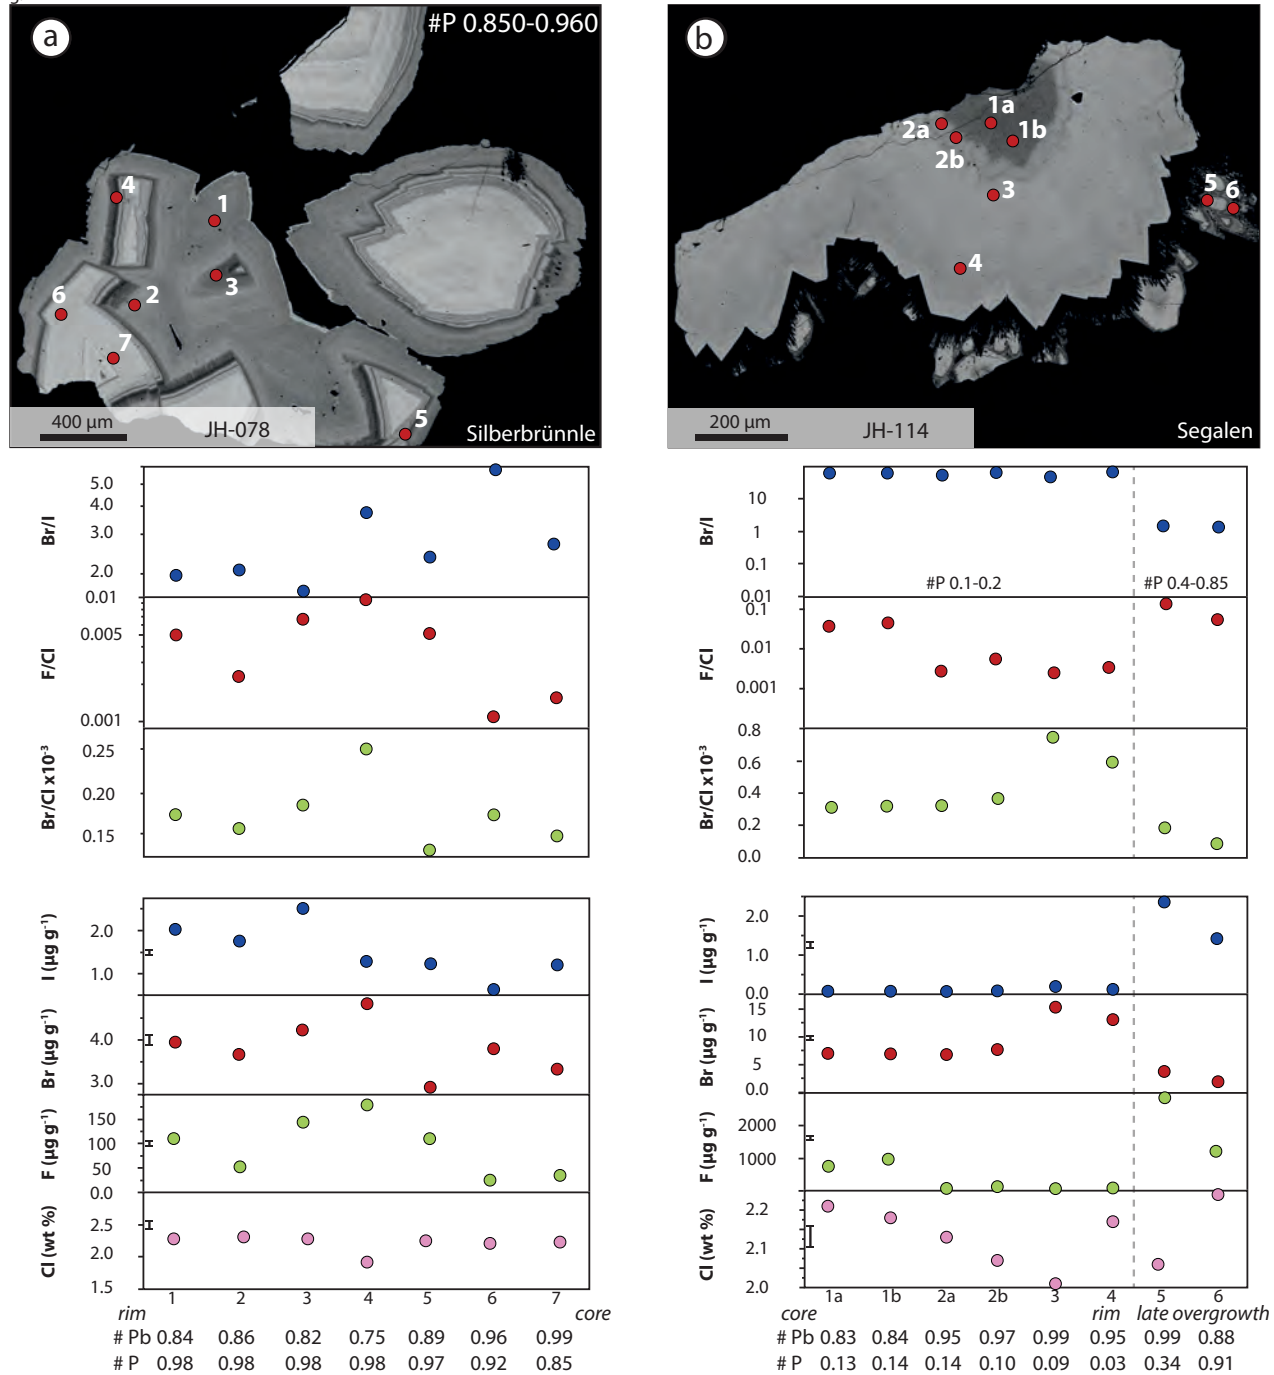 a
#P 0.850-0.960
4
1
3
2
6
7
5
400 µm
JH-078
Silberbrünnle
b
1a
2a
1b
2b
3
5
6
4
200 µm
JH-114
Segalen
Br/I
5.0
4.0
3.0
2.0
0.01
F/Cl
0.005
0.001
Br/Cl x10⁻³
0.25
0.20
0.15
I (µg g⁻¹)
2.0
1.0
Br (µg g⁻¹)
4.0
3.0
F (µg g⁻¹)
150
100
50
0.0
Cl (wt %)
2.5
2.0
1.5
1 2 3 4 5 6 7
rim core
# Pb 0.84 0.86 0.82 0.75 0.89 0.96 0.99
# P 0.98 0.98 0.98 0.98 0.97 0.92 0.85
Br/I
10
1
0.1
0.01
#P 0.1-0.2 #P 0.4-0.85
F/Cl
0.1
0.01
0.001
Br/Cl x10⁻³
0.8
0.6
0.4
0.2
0.0
I (µg g⁻¹)
2.0
1.0
0.0
Br (µg g⁻¹)
15
10
5
0.0
F (µg g⁻¹)
2000
1000
Cl (wt %)
2.2
2.1
2.0
1a 1b 2a 2b 3 4 5 6
core rim late overgrowth
# Pb 0.83 0.84 0.95 0.97 0.99 0.95 0.99 0.88
# P 0.13 0.14 0.14 0.10 0.09 0.03 0.34 0.91